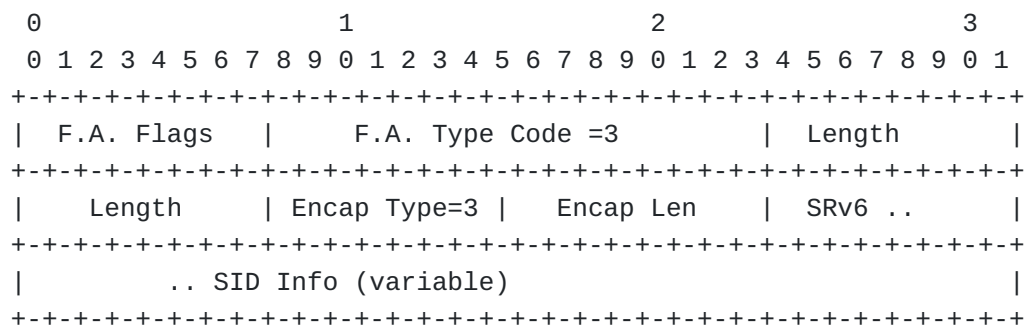 0                   1                   2                   3
0 1 2 3 4 5 6 7 8 9 0 1 2 3 4 5 6 7 8 9 0 1 2 3 4 5 6 7 8 9 0 1
+-+-+-+-+-+-+-+-+-+-+-+-+-+-+-+-+-+-+-+-+-+-+-+-+-+-+-+-+-+-+-+-+
|  F.A. Flags   |     F.A. Type Code =3         |  Length       |
+-+-+-+-+-+-+-+-+-+-+-+-+-+-+-+-+-+-+-+-+-+-+-+-+-+-+-+-+-+-+-+-+
|    Length     | Encap Type=3 |   Encap Len    |  SRv6 ..      |
+-+-+-+-+-+-+-+-+-+-+-+-+-+-+-+-+-+-+-+-+-+-+-+-+-+-+-+-+-+-+-+-+
|         .. SID Info (variable)                                |
+-+-+-+-+-+-+-+-+-+-+-+-+-+-+-+-+-+-+-+-+-+-+-+-+-+-+-+-+-+-+-+-+